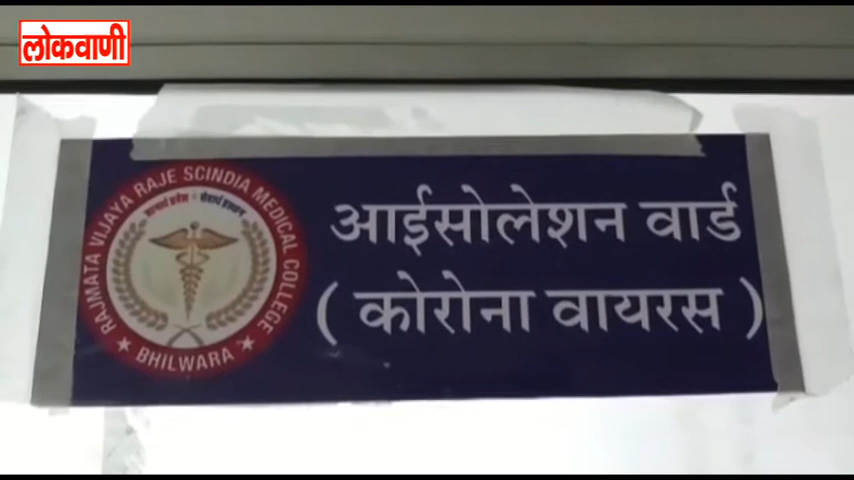 लोकवाणी
आईसोलेशन वार्ड
( कोरोना वायरस )
RAJMATA VIJAYA RAJE SCINDIA MEDICAL COLLEGE
★ BHILWARA ★